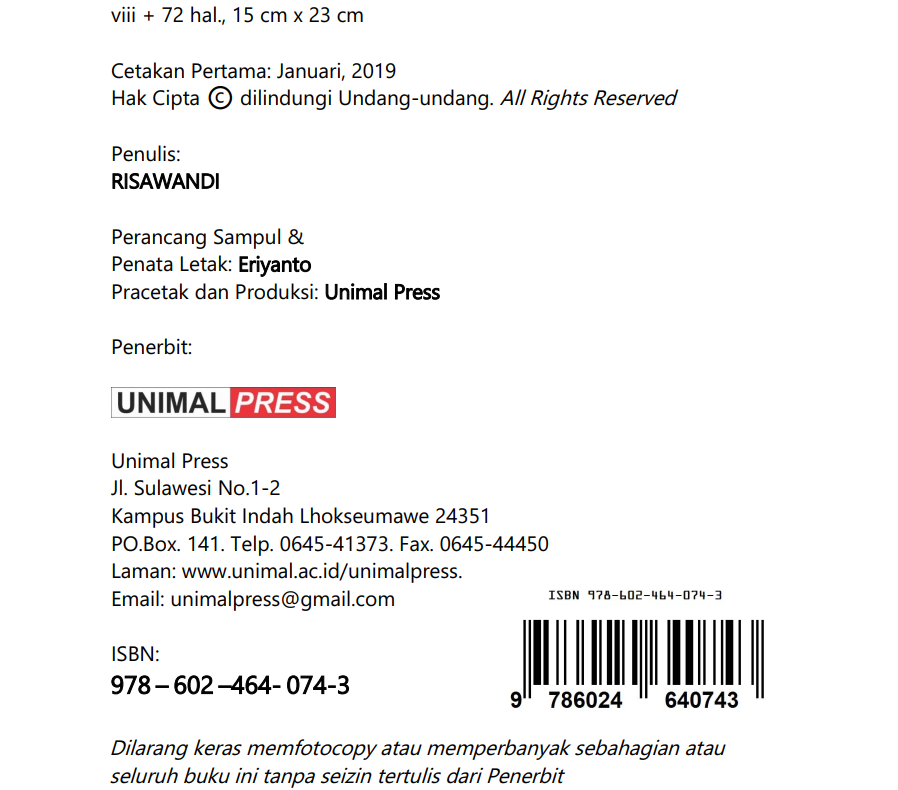 viii + 72 hal., 15 cm x 23 cm
Cetakan Pertama: Januari, 2019
Hak Cipta © dilindungi Undang-undang. All Rights Reserved
Penulis:
RISAWANDI
Perancang Sampul &
Penata Letak: Eriyanto
Pracetak dan Produksi: Unimal Press
Penerbit:
UNIMAL PRESS
Unimal Press
Jl. Sulawesi No.1-2
Kampus Bukit Indah Lhokseumawe 24351
PO.Box. 141. Telp. 0645-41373. Fax. 0645-44450
Laman: www.unimal.ac.id/unimalpress.
Email: unimalpress@gmail.com
ISBN:
978 – 602 –464- 074-3
ISBN 978-602-464-074-3
9 786024 640743
Dilarang keras memfotocopy atau memperbanyak sebahagian atau
seluruh buku ini tanpa seizin tertulis dari Penerbit